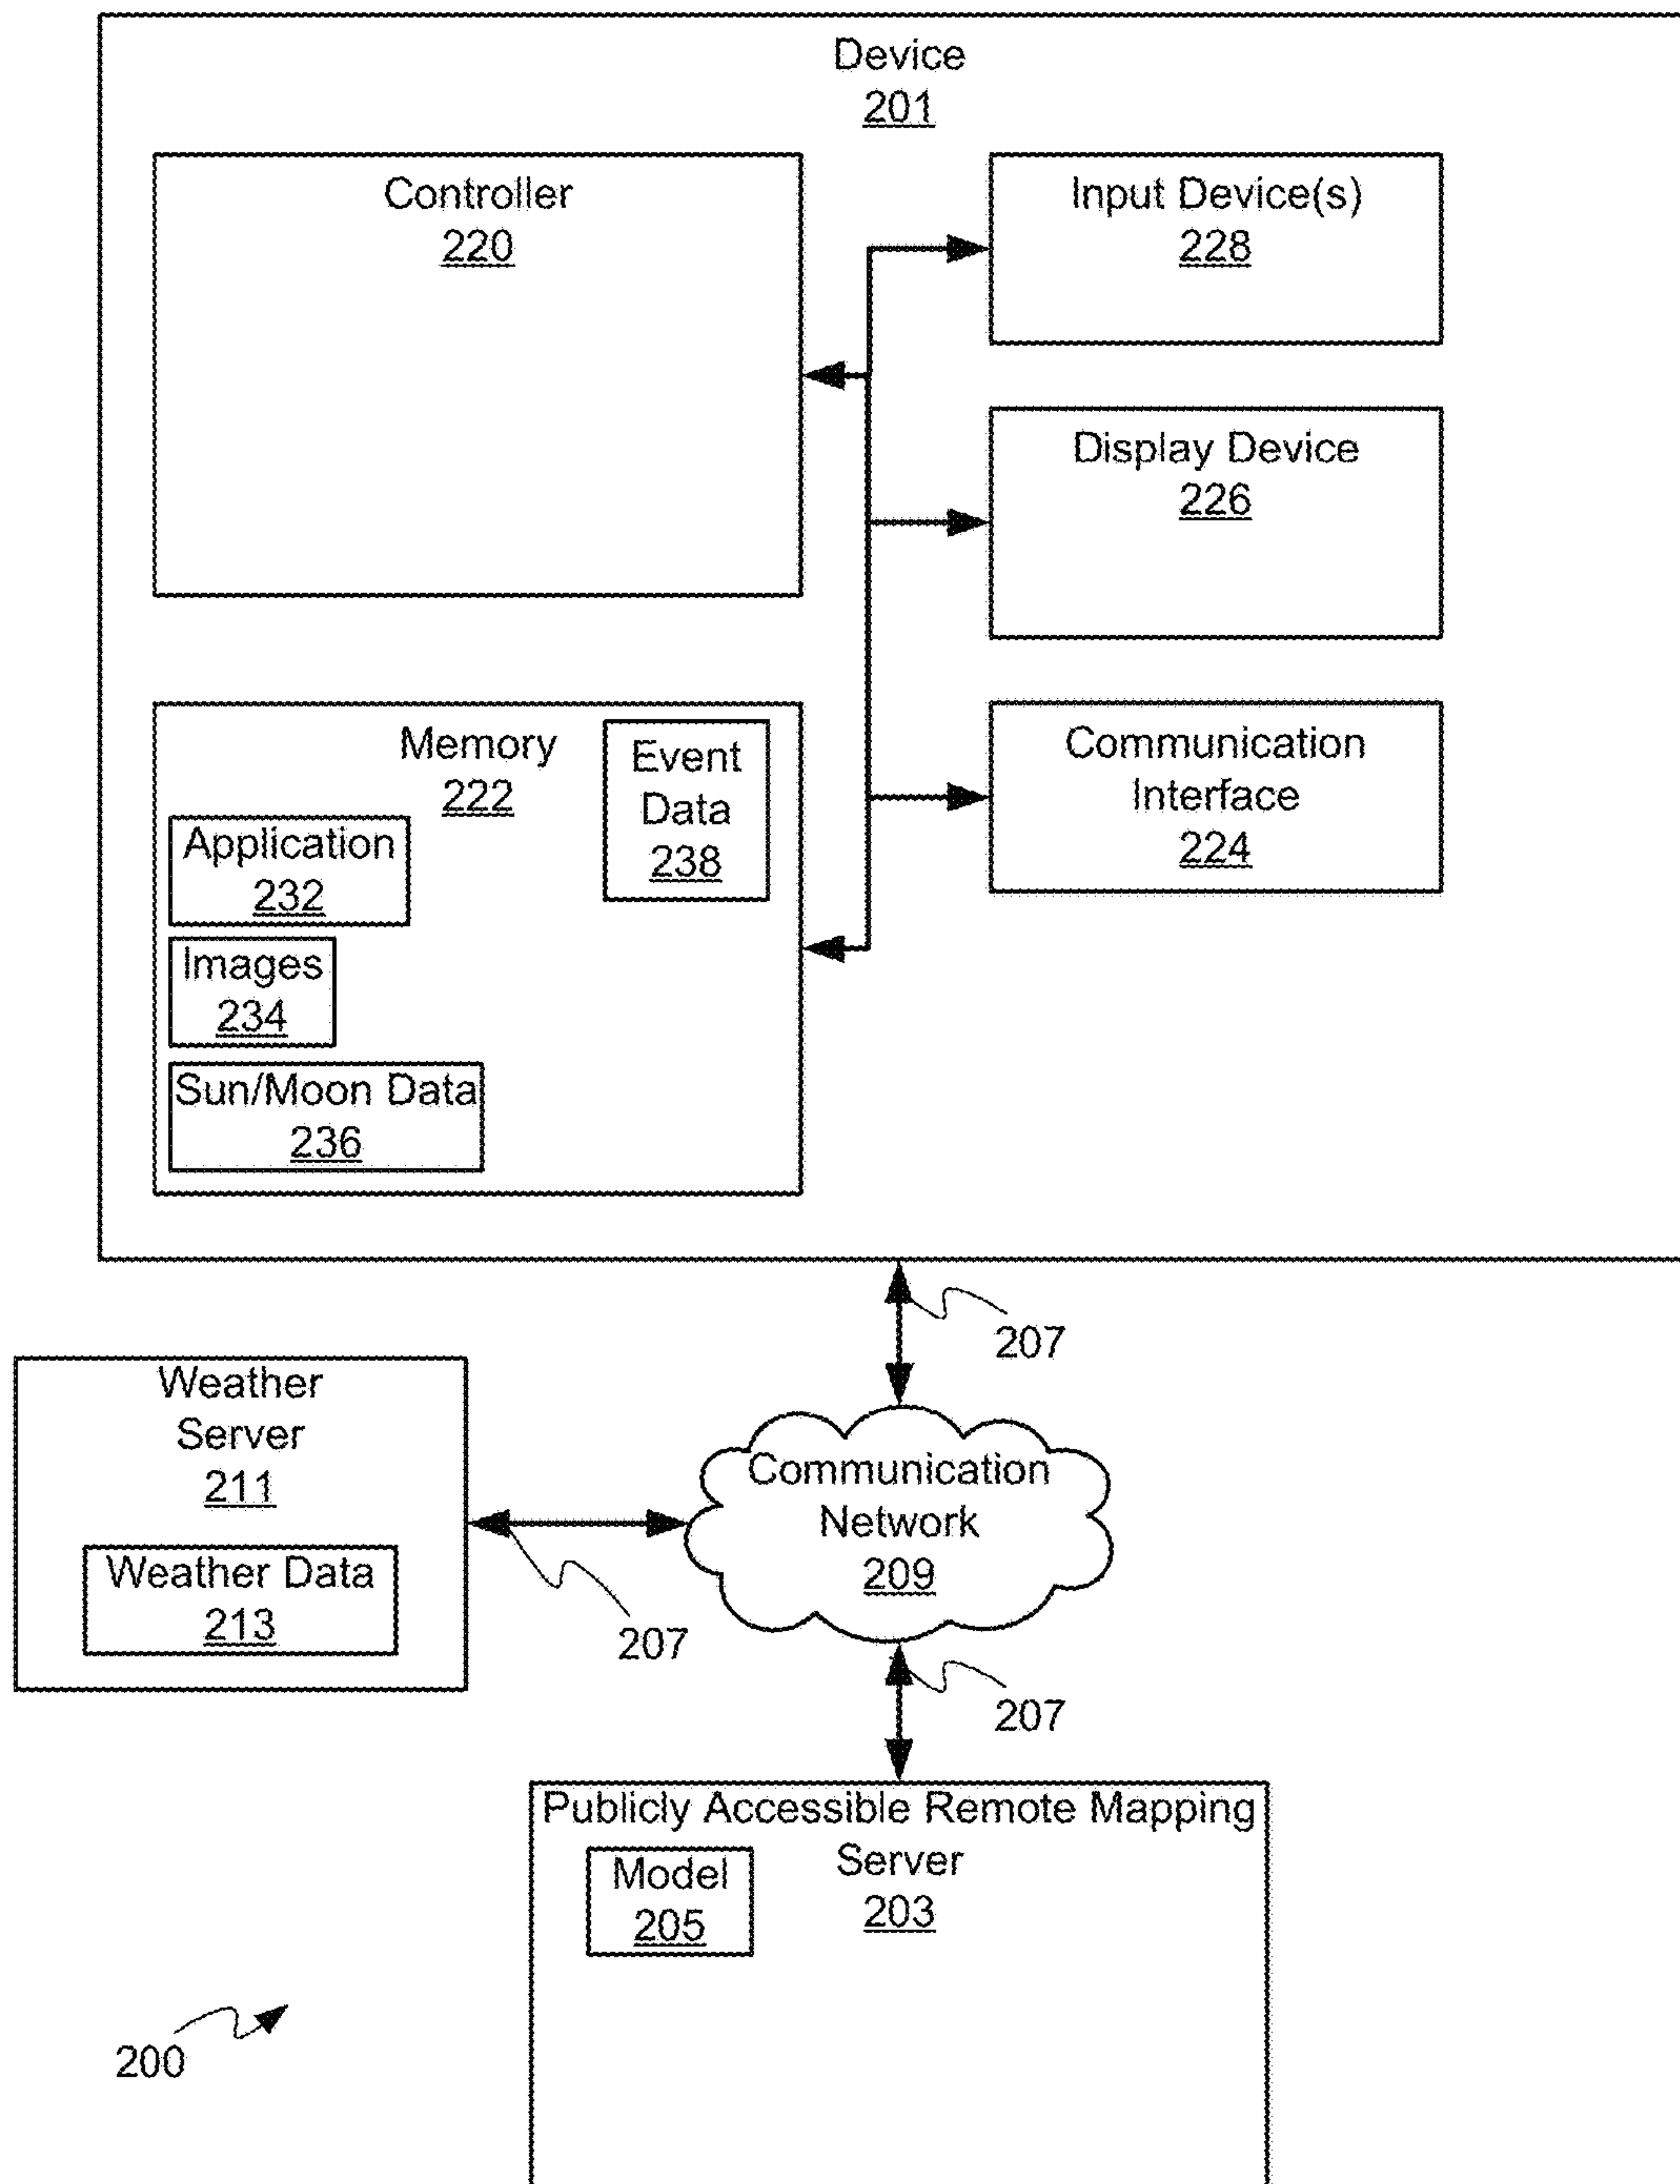 Device
201
Controller
220
Input Device(s)
228
Display Device
226
Memory
222
Event
Data
238
Application
232
Images
234
Sun/Moon Data
236
Communication
Interface
224
207
Weather
Server
211
Weather Data
213
207
Communication
Network
209
207
Publicly Accessible Remote Mapping
Server
203
Model
205
200